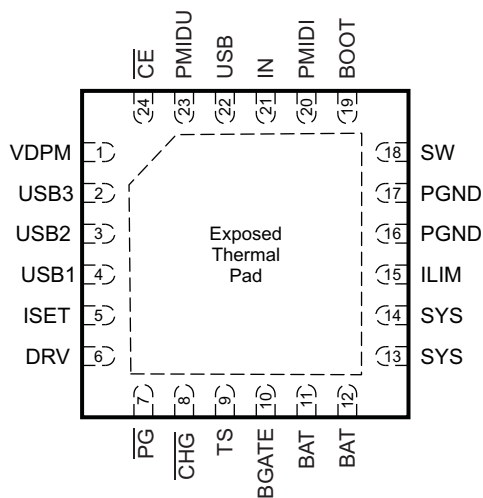 CE
PMIDU
USB
IN
PMIDI
BOOT
24
23
22
21
20
19
VDPM 1
USB3 2
USB2 3
USB1 4
ISET 5
DRV 6
Exposed
Thermal
Pad
18 SW
17 PGND
16 PGND
15 ILIM
14 SYS
13 SYS
7
8
9
10
11
12
PG
CHG
TS
BGATE
BAT
BAT